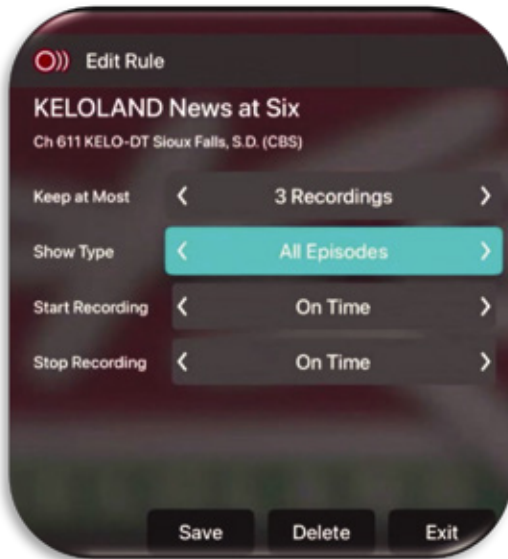 Edit Rule
KELOLAND News at Six
Ch 611 KELO-DT Sioux Falls, S.D. (CBS)
Keep at Most 3 Recordings
Show Type All Episodes
Start Recording On Time
Stop Recording On Time
Save Delete Exit